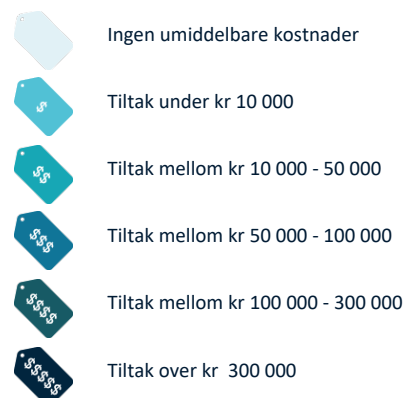 Ingen umiddelbare kostnader
$ Tiltak under kr 10 000
$$ Tiltak mellom kr 10 000 - 50 000
$$$ Tiltak mellom kr 50 000 - 100 000
$$$$ Tiltak mellom kr 100 000 - 300 000
$$$$$ Tiltak over kr  300 000